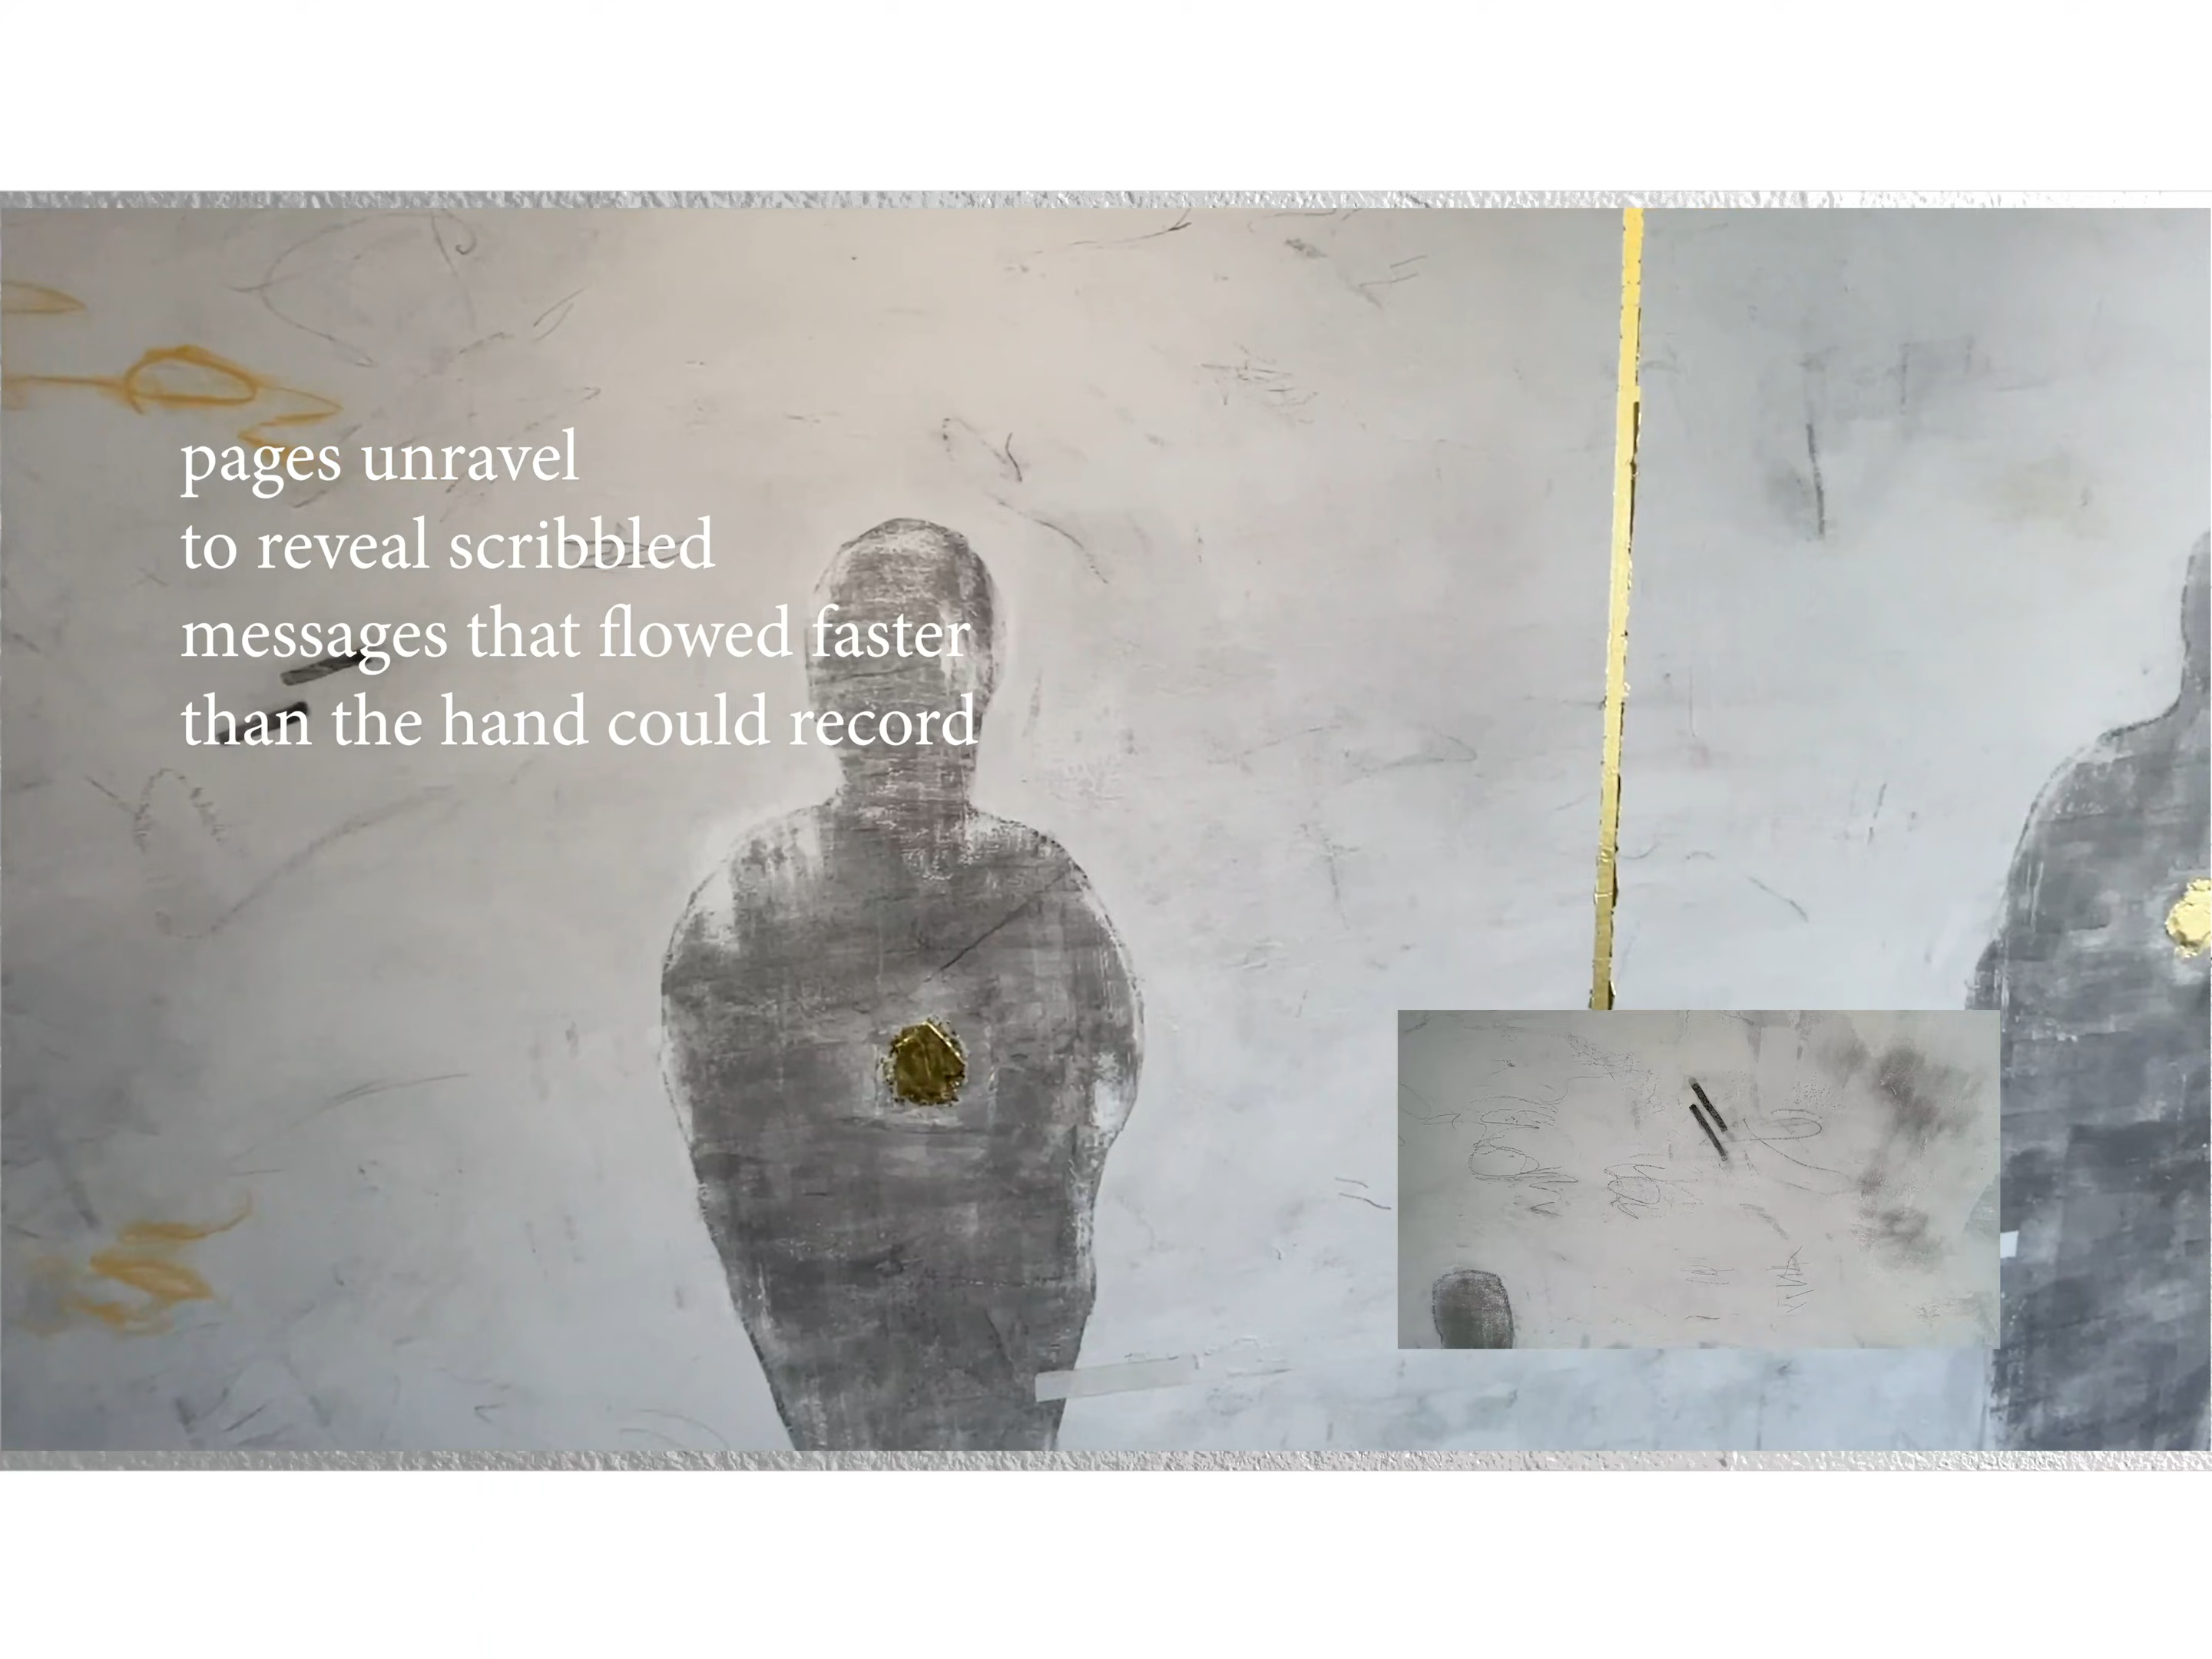 pages unravel
to reveal scribbled
messages that flowed faster
than the hand could record